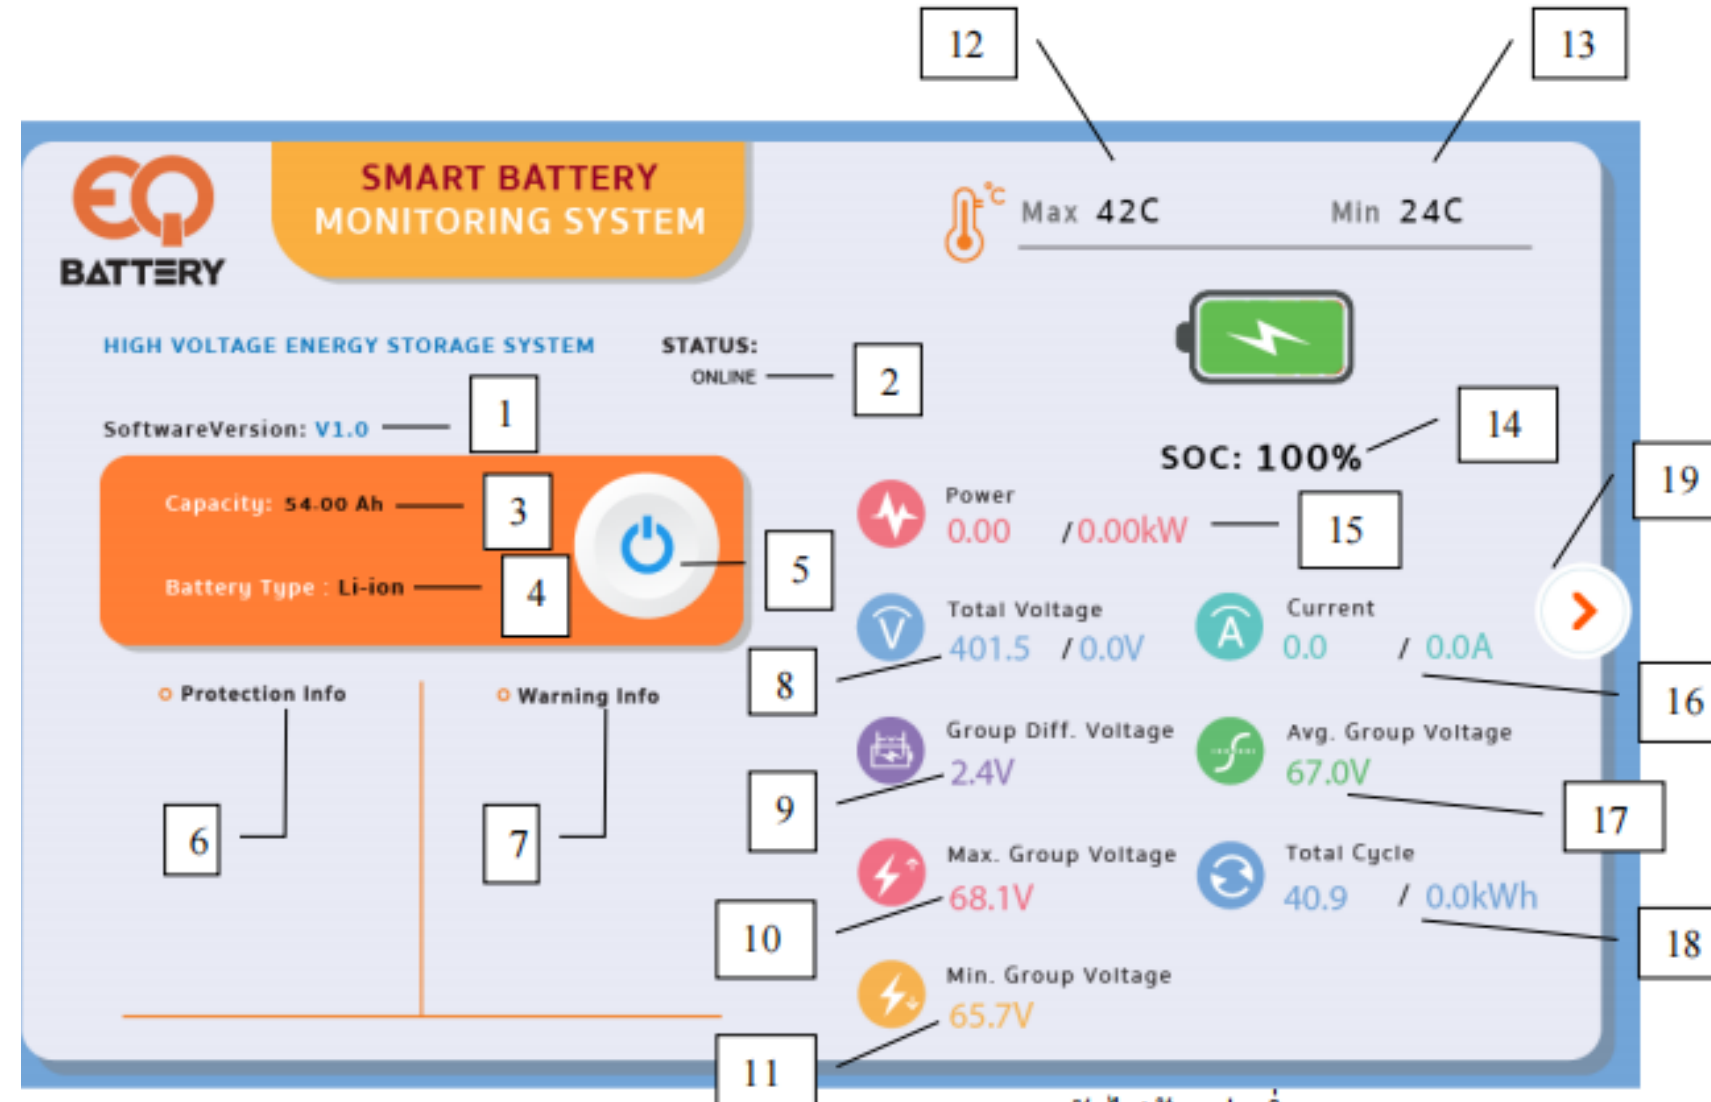 12
13
EQ
BATTERY
SMART BATTERY
MONITORING SYSTEM
°C
Max 42C
Min 24C
HIGH VOLTAGE ENERGY STORAGE SYSTEM
STATUS:
ONLINE
2
1
SoftwareVersion: V1.0
14
SOC: 100%
19
Capacity: 54.00 Ah
3
Power
0.00 / 0.00kW
15
5
Battery Type : Li-ion
4
V
Total Voltage
401.5 / 0.0V
A
Current
0.0 / 0.0A
8
16
Protection Info
Warning Info
Group Diff. Voltage
2.4V
Avg. Group Voltage
67.0V
9
17
6
7
Max. Group Voltage
68.1V
Total Cycle
40.9 / 0.0kWh
10
18
Min. Group Voltage
65.7V
11